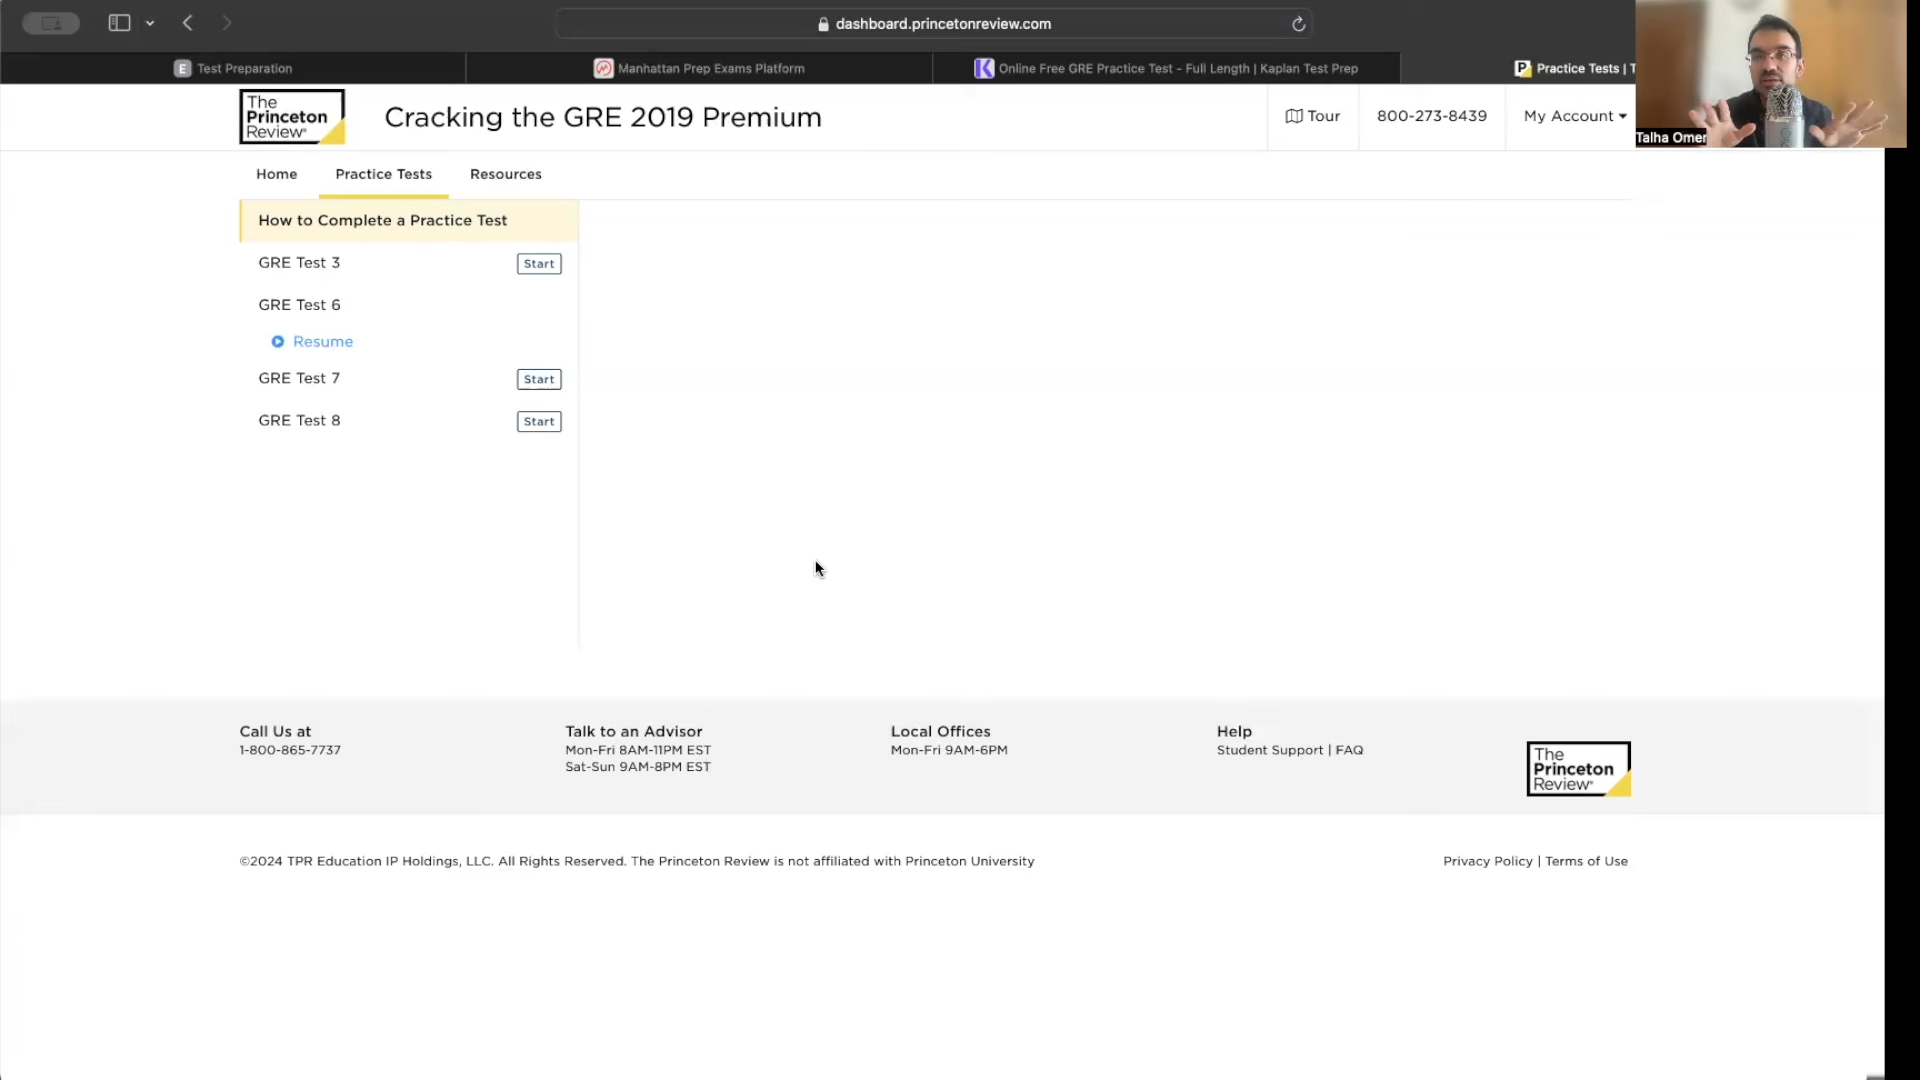 dashboard.princetonreview.com
E Test Preparation
Manhattan Prep Exams Platform
K Online Free GRE Practice Test - Full Length | Kaplan Test Prep
P Practice Tests | T
Talha Omer
The
Princeton
Review®
Cracking the GRE 2019 Premium
Tour
800-273-8439
My Account
Home
Practice Tests
Resources
How to Complete a Practice Test
GRE Test 3
Start
GRE Test 6
Resume
GRE Test 7
Start
GRE Test 8
Start
Call Us at
1-800-865-7737
Talk to an Advisor
Mon-Fri 8AM-11PM EST
Sat-Sun 9AM-8PM EST
Local Offices
Mon-Fri 9AM-6PM
Help
Student Support | FAQ
The
Princeton
Review®
©2024 TPR Education IP Holdings, LLC. All Rights Reserved. The Princeton Review is not affiliated with Princeton University
Privacy Policy | Terms of Use